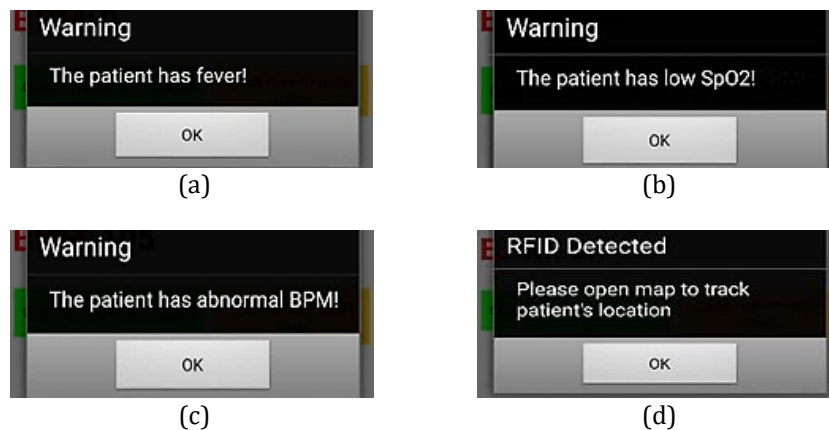 Warning
The patient has fever!
OK
(a)
Warning
The patient has low SpO2!
OK
(b)
Warning
The patient has abnormal BPM!
OK
(c)
RFID Detected
Please open map to track
patient's location
OK
(d)